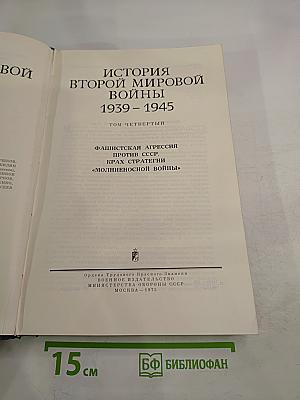 ВОЙ
ИСТОРИЯ
ВТОРОЙ МИРОВОЙ
ВОЙНЫ
1939 – 1945
ТОМ ЧЕТВЕРТЫЙ
ФАШИСТСКАЯ АГРЕССИЯ
ПРОТИВ СССР.
КРАХ СТРАТЕГИИ
«МОЛНИЕНОСНОЙ ВОЙНЫ»
Ордена Трудового Красного Знамени
ВОЕННОЕ ИЗДАТЕЛЬСТВО
МИНИСТЕРСТВА ОБОРОНЫ СССР
МОСКВА — 1975
15 см
БФ БИБЛИОФАН